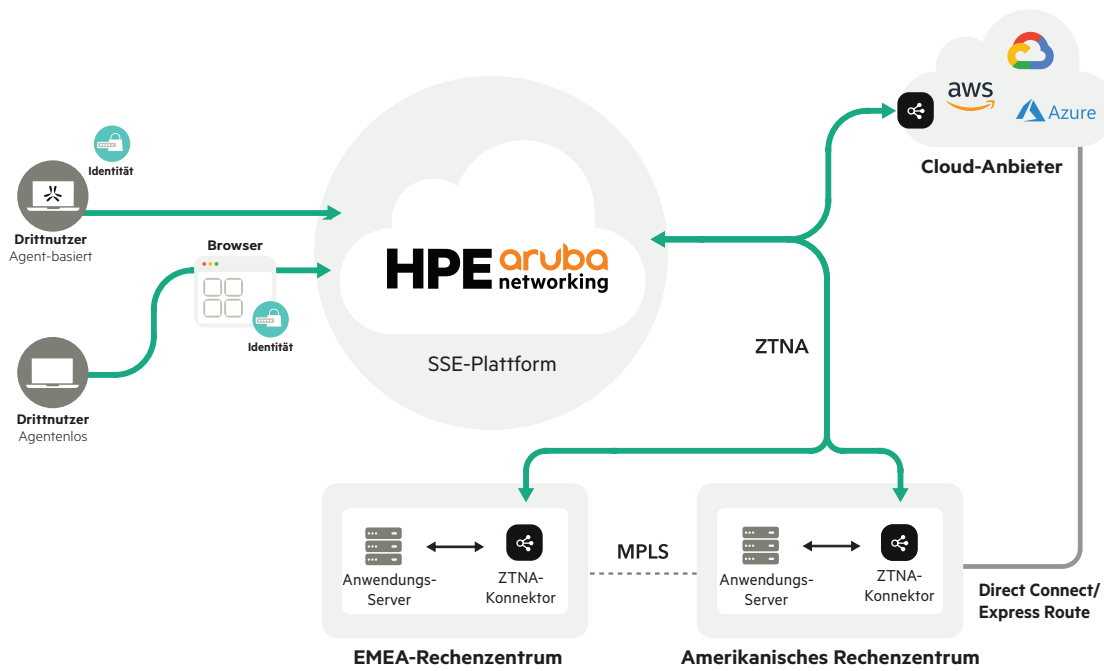 aws
Azure
Cloud-Anbieter
Identität
Drittnutzer
Agent-basiert
Browser
Identität
Drittnutzer
Agentenlos
HPE aruba
networking
SSE-Plattform
ZTNA
Anwendungs-
Server
ZTNA-
Konnektor
EMEA-Rechenzentrum
MPLS
Anwendungs-
Server
ZTNA-
Konnektor
Amerikanisches Rechenzentrum
Direct Connect/
Express Route